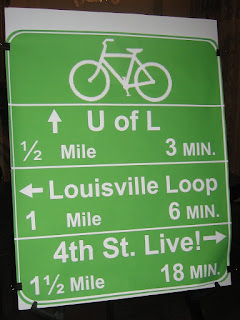 ↑ U of L
½ Mile 3 MIN.
← Louisville Loop
1 Mile 6 MIN.
4th St. Live! →
1½ Mile 18 MIN.